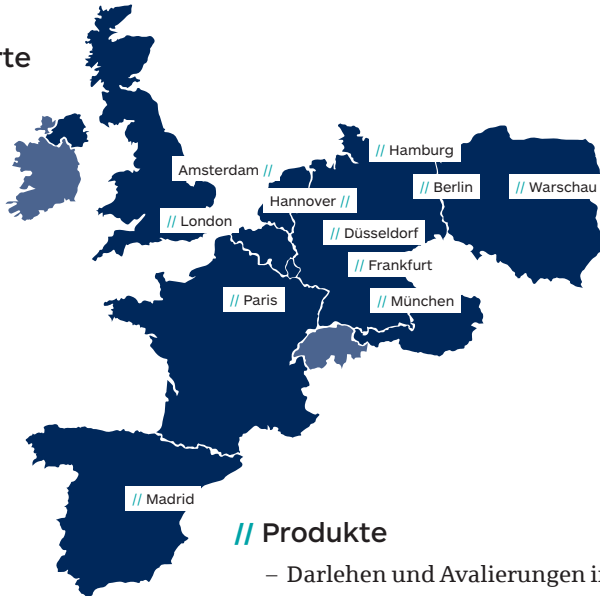 rte
// Hamburg
Amsterdam //
// Berlin
// Warschau
Hannover //
// London
// Düsseldorf
// Frankfurt
// Paris
// München
// Madrid
// Produkte
– Darlehen und Avalierungen i